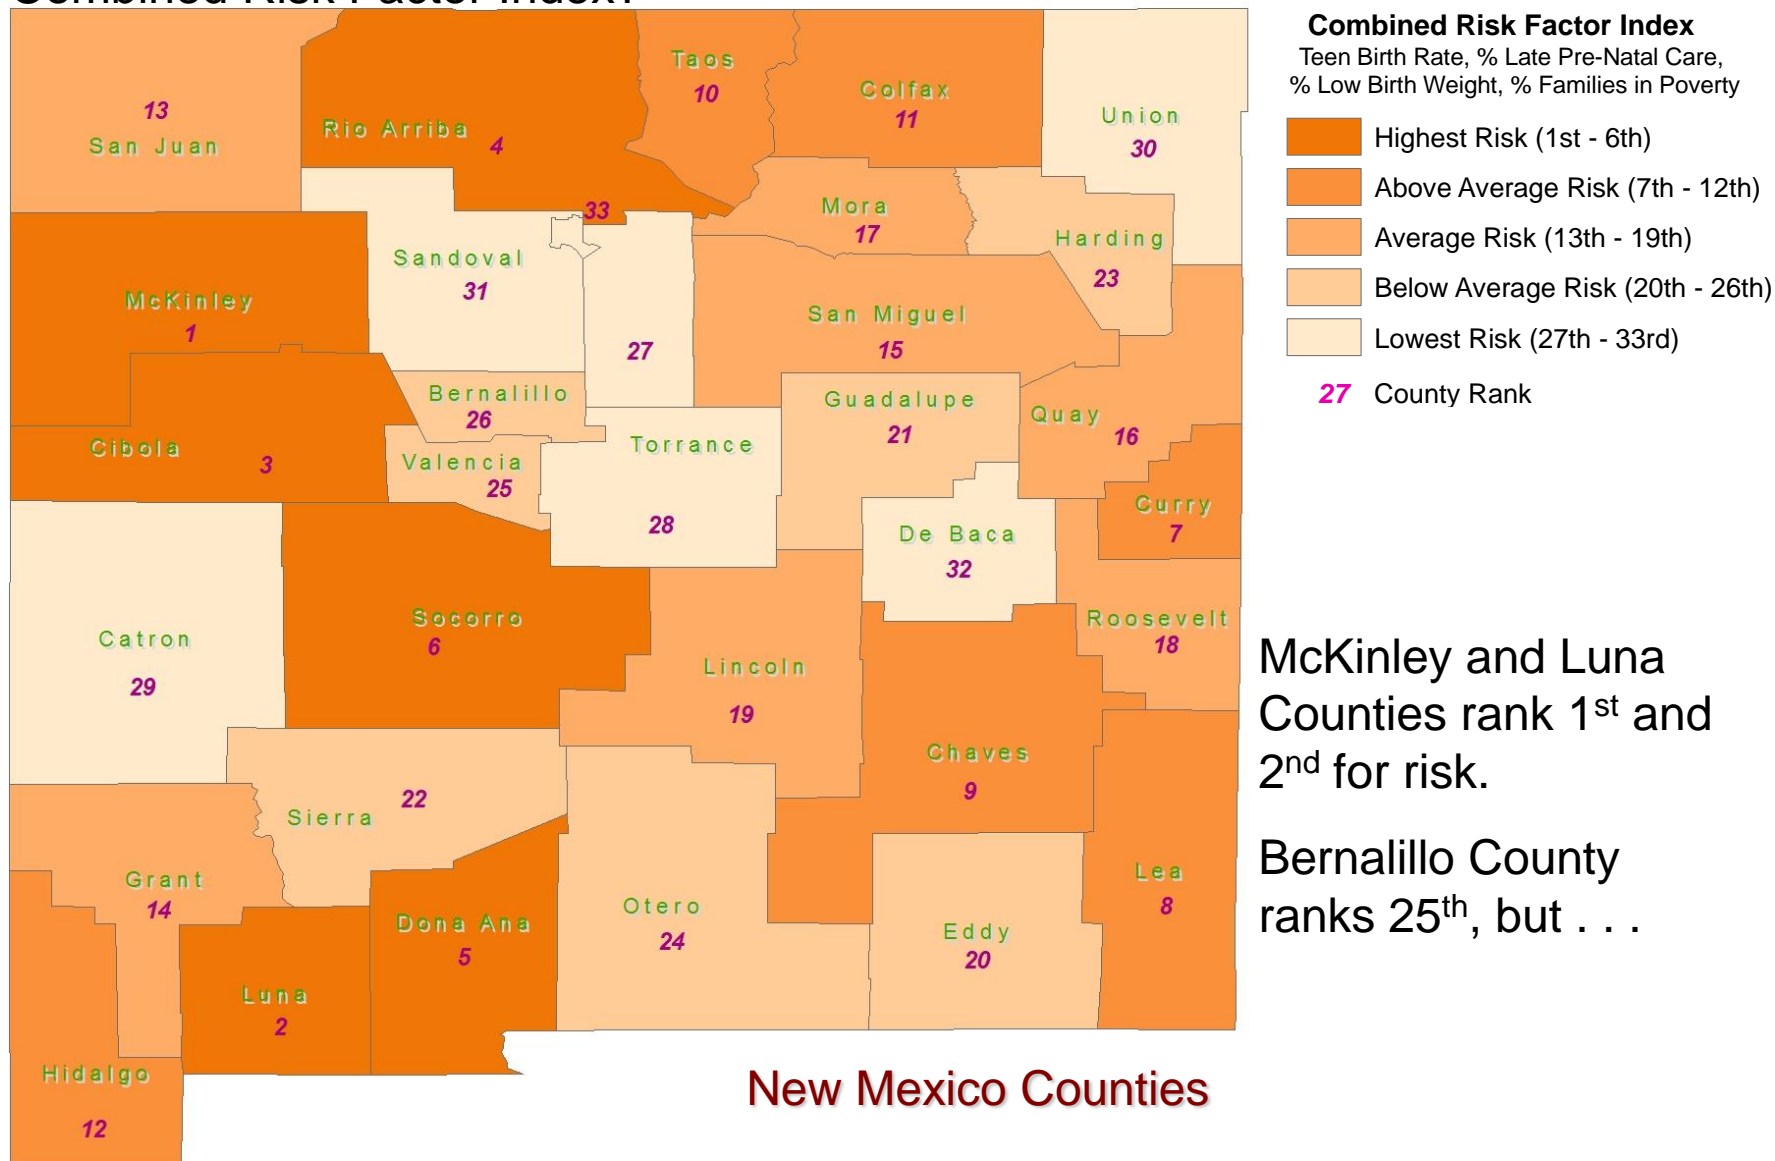 Combined Risk Factor Index?
Combined Risk Factor Index
Teen Birth Rate, % Late Pre-Natal Care,
% Low Birth Weight, % Families in Poverty
Highest Risk (1st - 6th)
Above Average Risk (7th - 12th)
Average Risk (13th - 19th)
Below Average Risk (20th - 26th)
Lowest Risk (27th - 33rd)
27 County Rank
13
San Juan
Rio Arriba
4
Taos
10
Colfax
11
Union
30
33
Mora
17
Harding
23
Sandoval
31
McKinley
1
27
San Miguel
15
Bernalillo
26
Guadalupe
21
Quay
16
Cibola
3
Valencia
25
Torrance
28
Curry
7
De Baca
32
Catron
29
Socorro
6
Lincoln
19
Roosevelt
18
Chaves
9
Sierra
22
Grant
14
Dona Ana
5
Otero
24
Eddy
20
Lea
8
Luna
2
Hidalgo
12
McKinley and Luna
Counties rank 1st and
2nd for risk.
Bernalillo County
ranks 25th, but . . .
New Mexico Counties